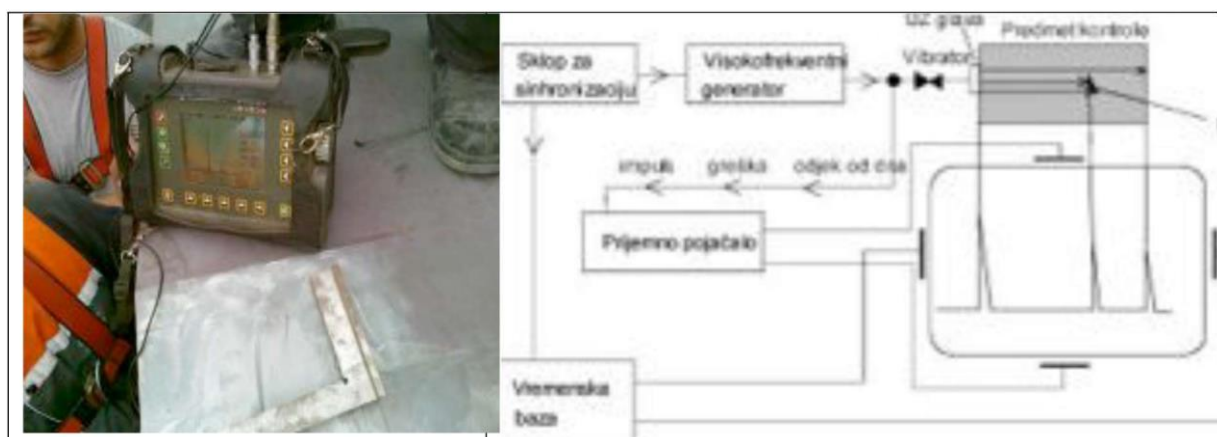 UZ glava
Predmet kontrole
Sklop za
sinhronizaciju
Visokofrekventni
generator
Vibrator
impuls
greška
odjek od dna
Prijemno pojačalo
Vremenska
baza